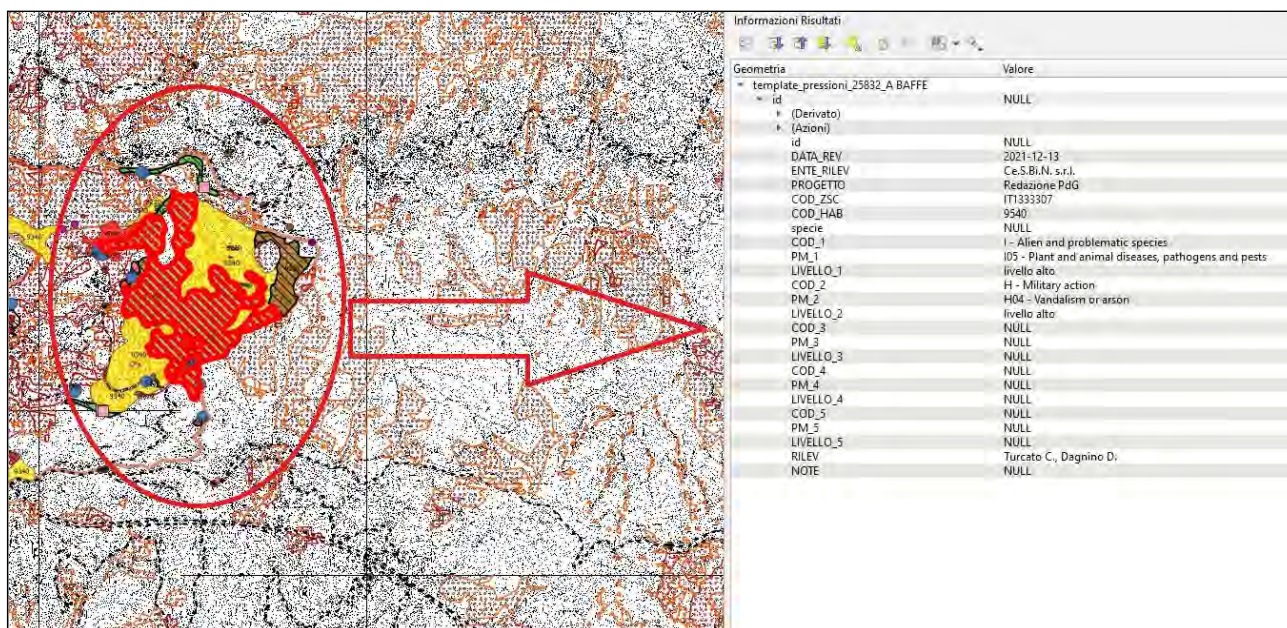 Informazioni Risultati
Geometria Valore
template_pressioni_25832_A BAFFE
id NULL
(Derivato)
(Azioni)
id NULL
DATA_REV 2021-12-13
ENTE_RILEV Ce.S.Bi.N. s.r.l.
PROGETTO Redazione PdG
COD_ZSC IT1333307
COD_HAB 9540
specie NULL
COD_1 I - Alien and problematic species
PM_1 I05 - Plant and animal diseases, pathogens and pests
LIVELLO_1 livello alto
COD_2 H - Military action
PM_2 H04 - Vandalism or arson
LIVELLO_2 livello alto
COD_3 NULL
PM_3 NULL
LIVELLO_3 NULL
COD_4 NULL
PM_4 NULL
LIVELLO_4 NULL
COD_5 NULL
PM_5 NULL
LIVELLO_5 NULL
RILEV Turcato C., Dagnino D.
NOTE NULL
9340
9340